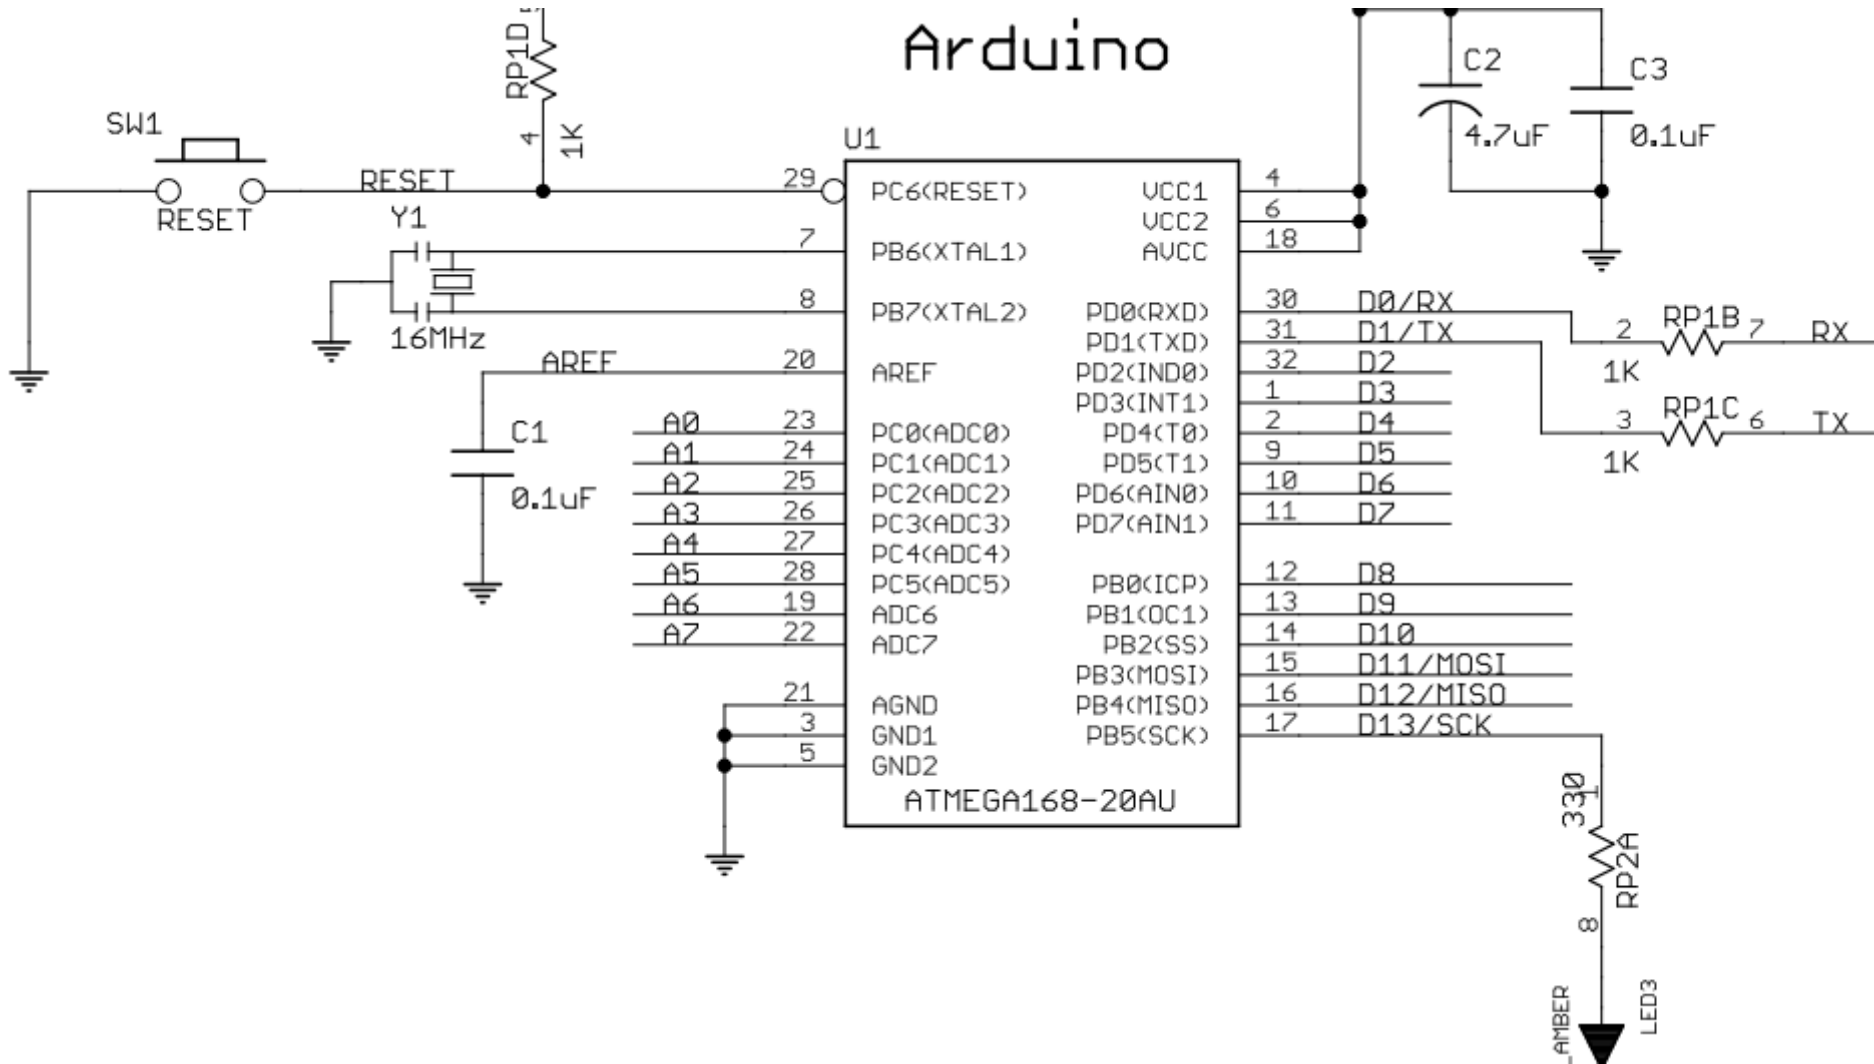 Arduino
RP1D
4
1K
SW1
RESET
RESET
Y1
16MHz
AREF
C1
0.1uF
A0
A1
A2
A3
A4
A5
A6
A7
U1
29 PC6(RESET)
7 PB6(XTAL1)
8 PB7(XTAL2)
20 AREF
23 PC0(ADC0)
24 PC1(ADC1)
25 PC2(ADC2)
26 PC3(ADC3)
27 PC4(ADC4)
28 PC5(ADC5)
19 ADC6
22 ADC7
21 AGND
3 GND1
5 GND2
VCC1 4
VCC2 6
AVCC 18
PD0(RXD) 30 D0/RX
PD1(TXD) 31 D1/TX
PD2(IND0) 32 D2
PD3(INT1) 1 D3
PD4(T0) 2 D4
PD5(T1) 9 D5
PD6(AIN0) 10 D6
PD7(AIN1) 11 D7
PB0(ICP) 12 D8
PB1(OC1) 13 D9
PB2(SS) 14 D10
PB3(MOSI) 15 D11/MOSI
PB4(MISO) 16 D12/MISO
PB5(SCK) 17 D13/SCK
ATMEGA168-20AU
C2
4.7uF
C3
0.1uF
2 RP1B 7 RX
1K
3 RP1C 6 TX
1K
330
1
RP2A
8
AMBER
LED3